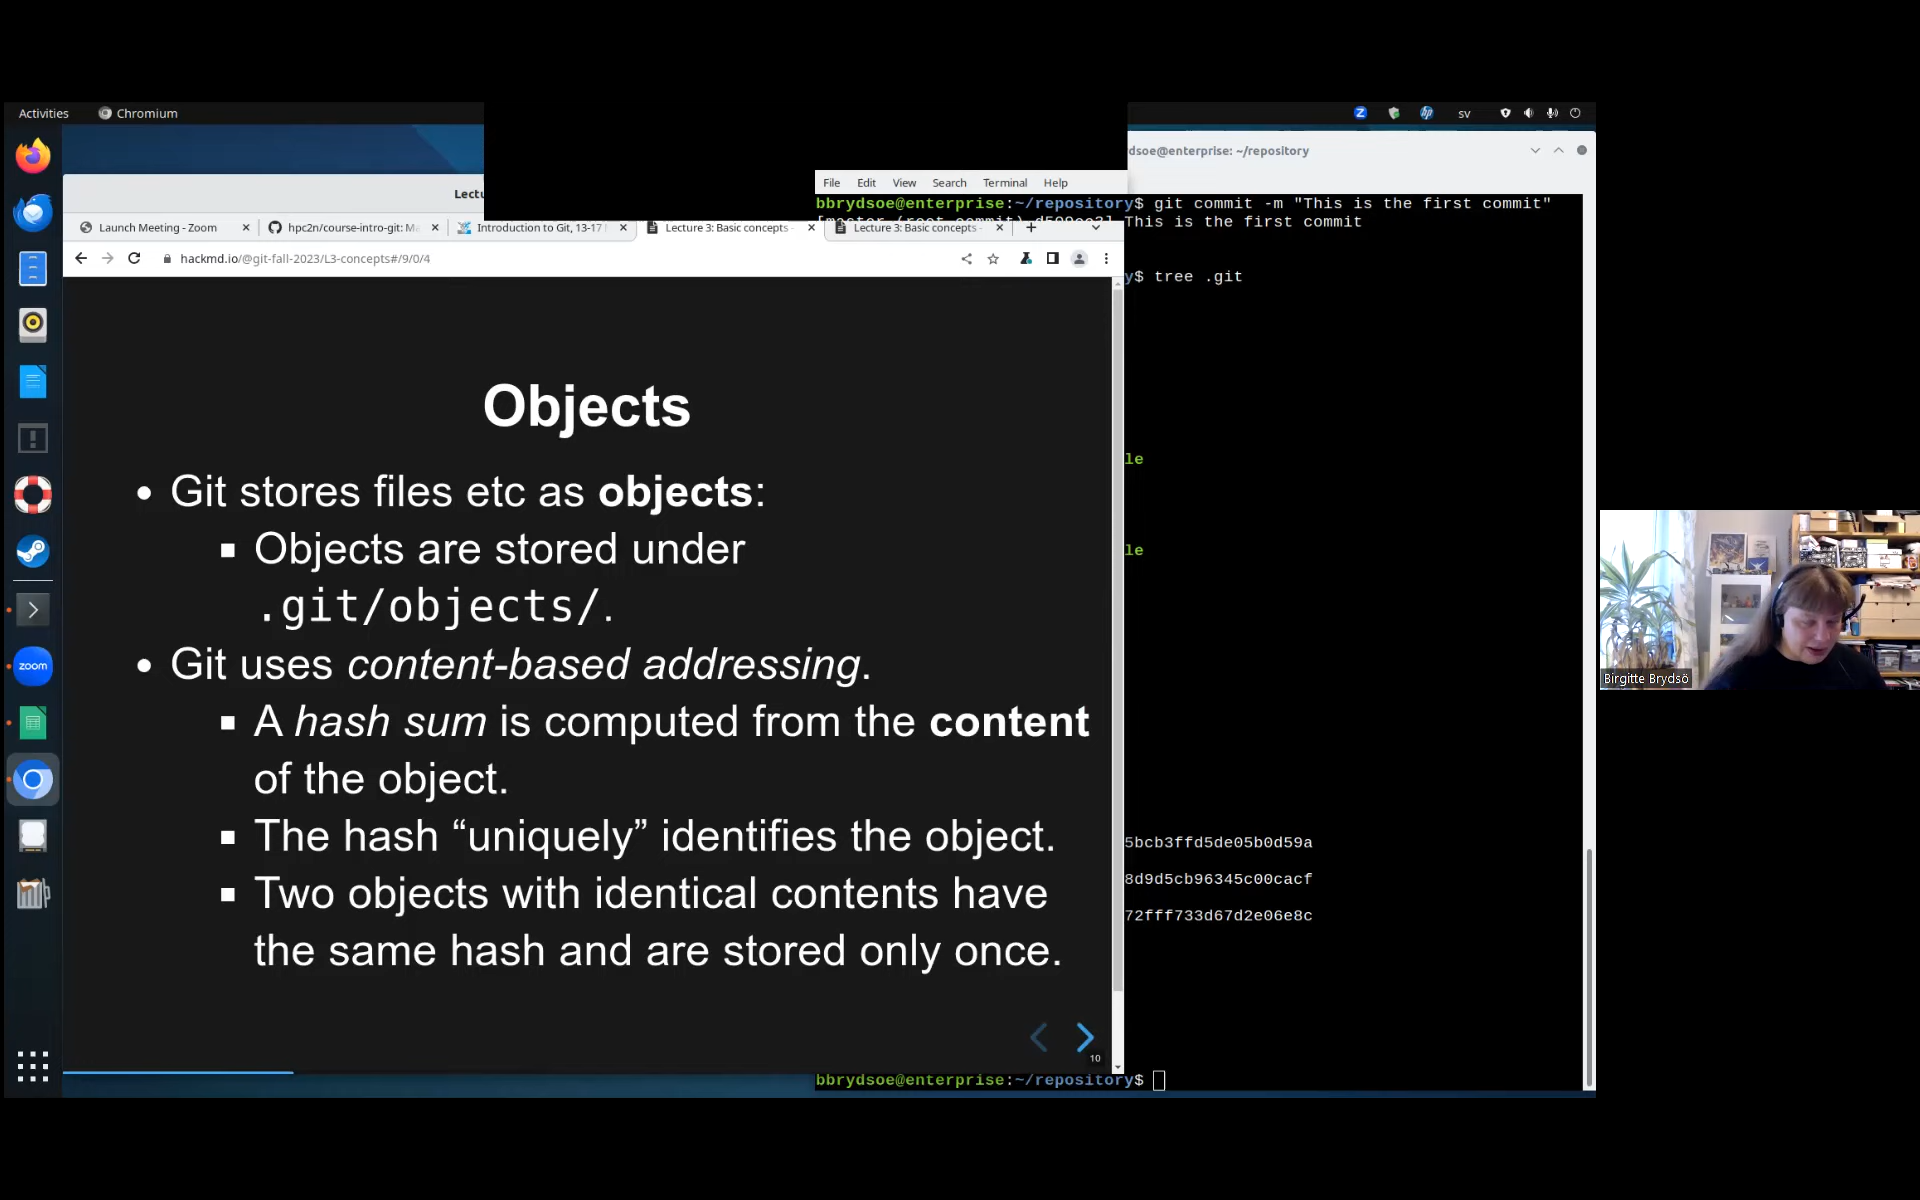 Activities
Chromium
sv
dsoe@enterprise: ~/repository
File Edit View Search Terminal Help
Lectu
bbrydsoe@enterprise:~/repository$ git commit -m "This is the first commit"
This is the first commit
Launch Meeting - Zoom
hpc2n/course-intro-git: M
Introduction to Git, 13-17
Lecture 3: Basic concepts -
Lecture 3: Basic concepts -
hackmd.io/@git-fall-2023/L3-concepts#/9/0/4
y$ tree .git
Objects
Git stores files etc as objects:
Objects are stored under
.git/objects/.
Git uses content-based addressing.
A hash sum is computed from the content
of the object.
The hash “uniquely” identifies the object.
Two objects with identical contents have
the same hash and are stored only once.
10
le
le
5bcb3ffd5de05b0d59a
8d9d5cb96345c00cacf
72fff733d67d2e06e8c
bbrydsoe@enterprise:~/repository$
zoom
Birgitte Brydsö